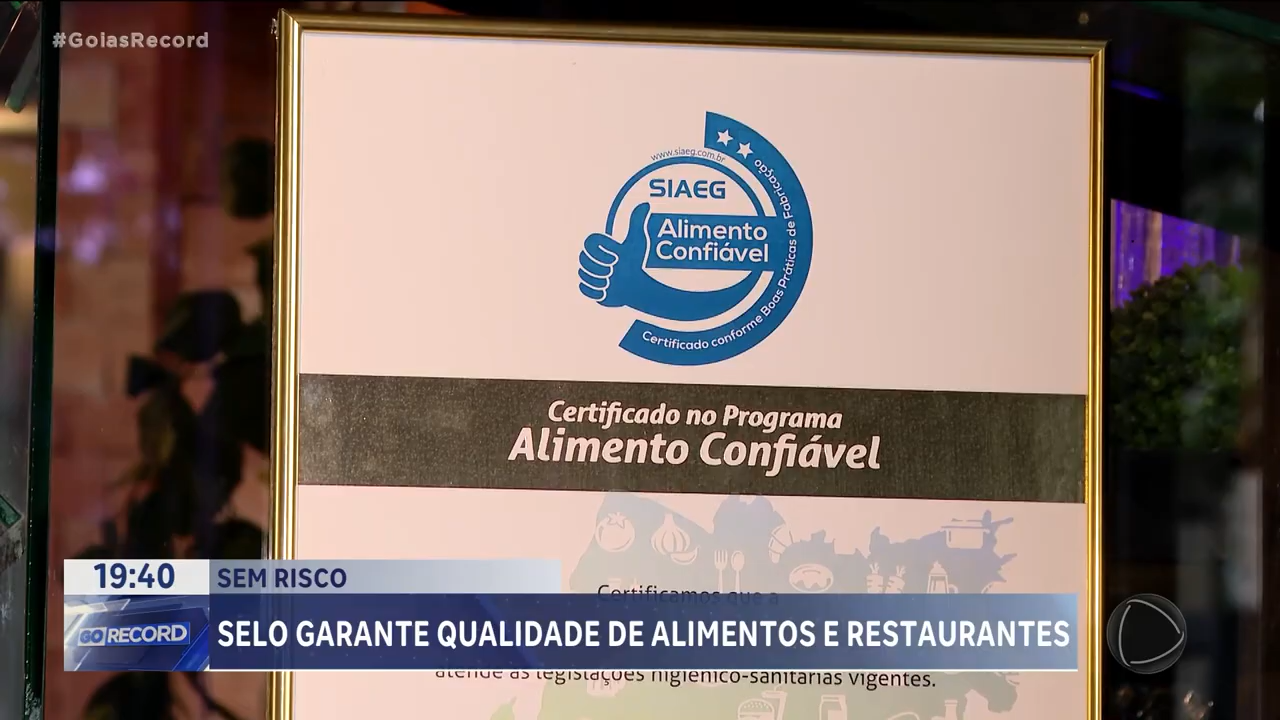 #GoiasRecord
www.siaeg.com.br
SIAEG
Alimento
Confiável
Certificado conforme Boas Práticas de Fabricação
Certificado no Programa
Alimento Confiável
Certificamos que a
19:40
SEM RISCO
GO RECORD
SELO GARANTE QUALIDADE DE ALIMENTOS E RESTAURANTES
atende as legislações higiênico-sanitárias vigentes.